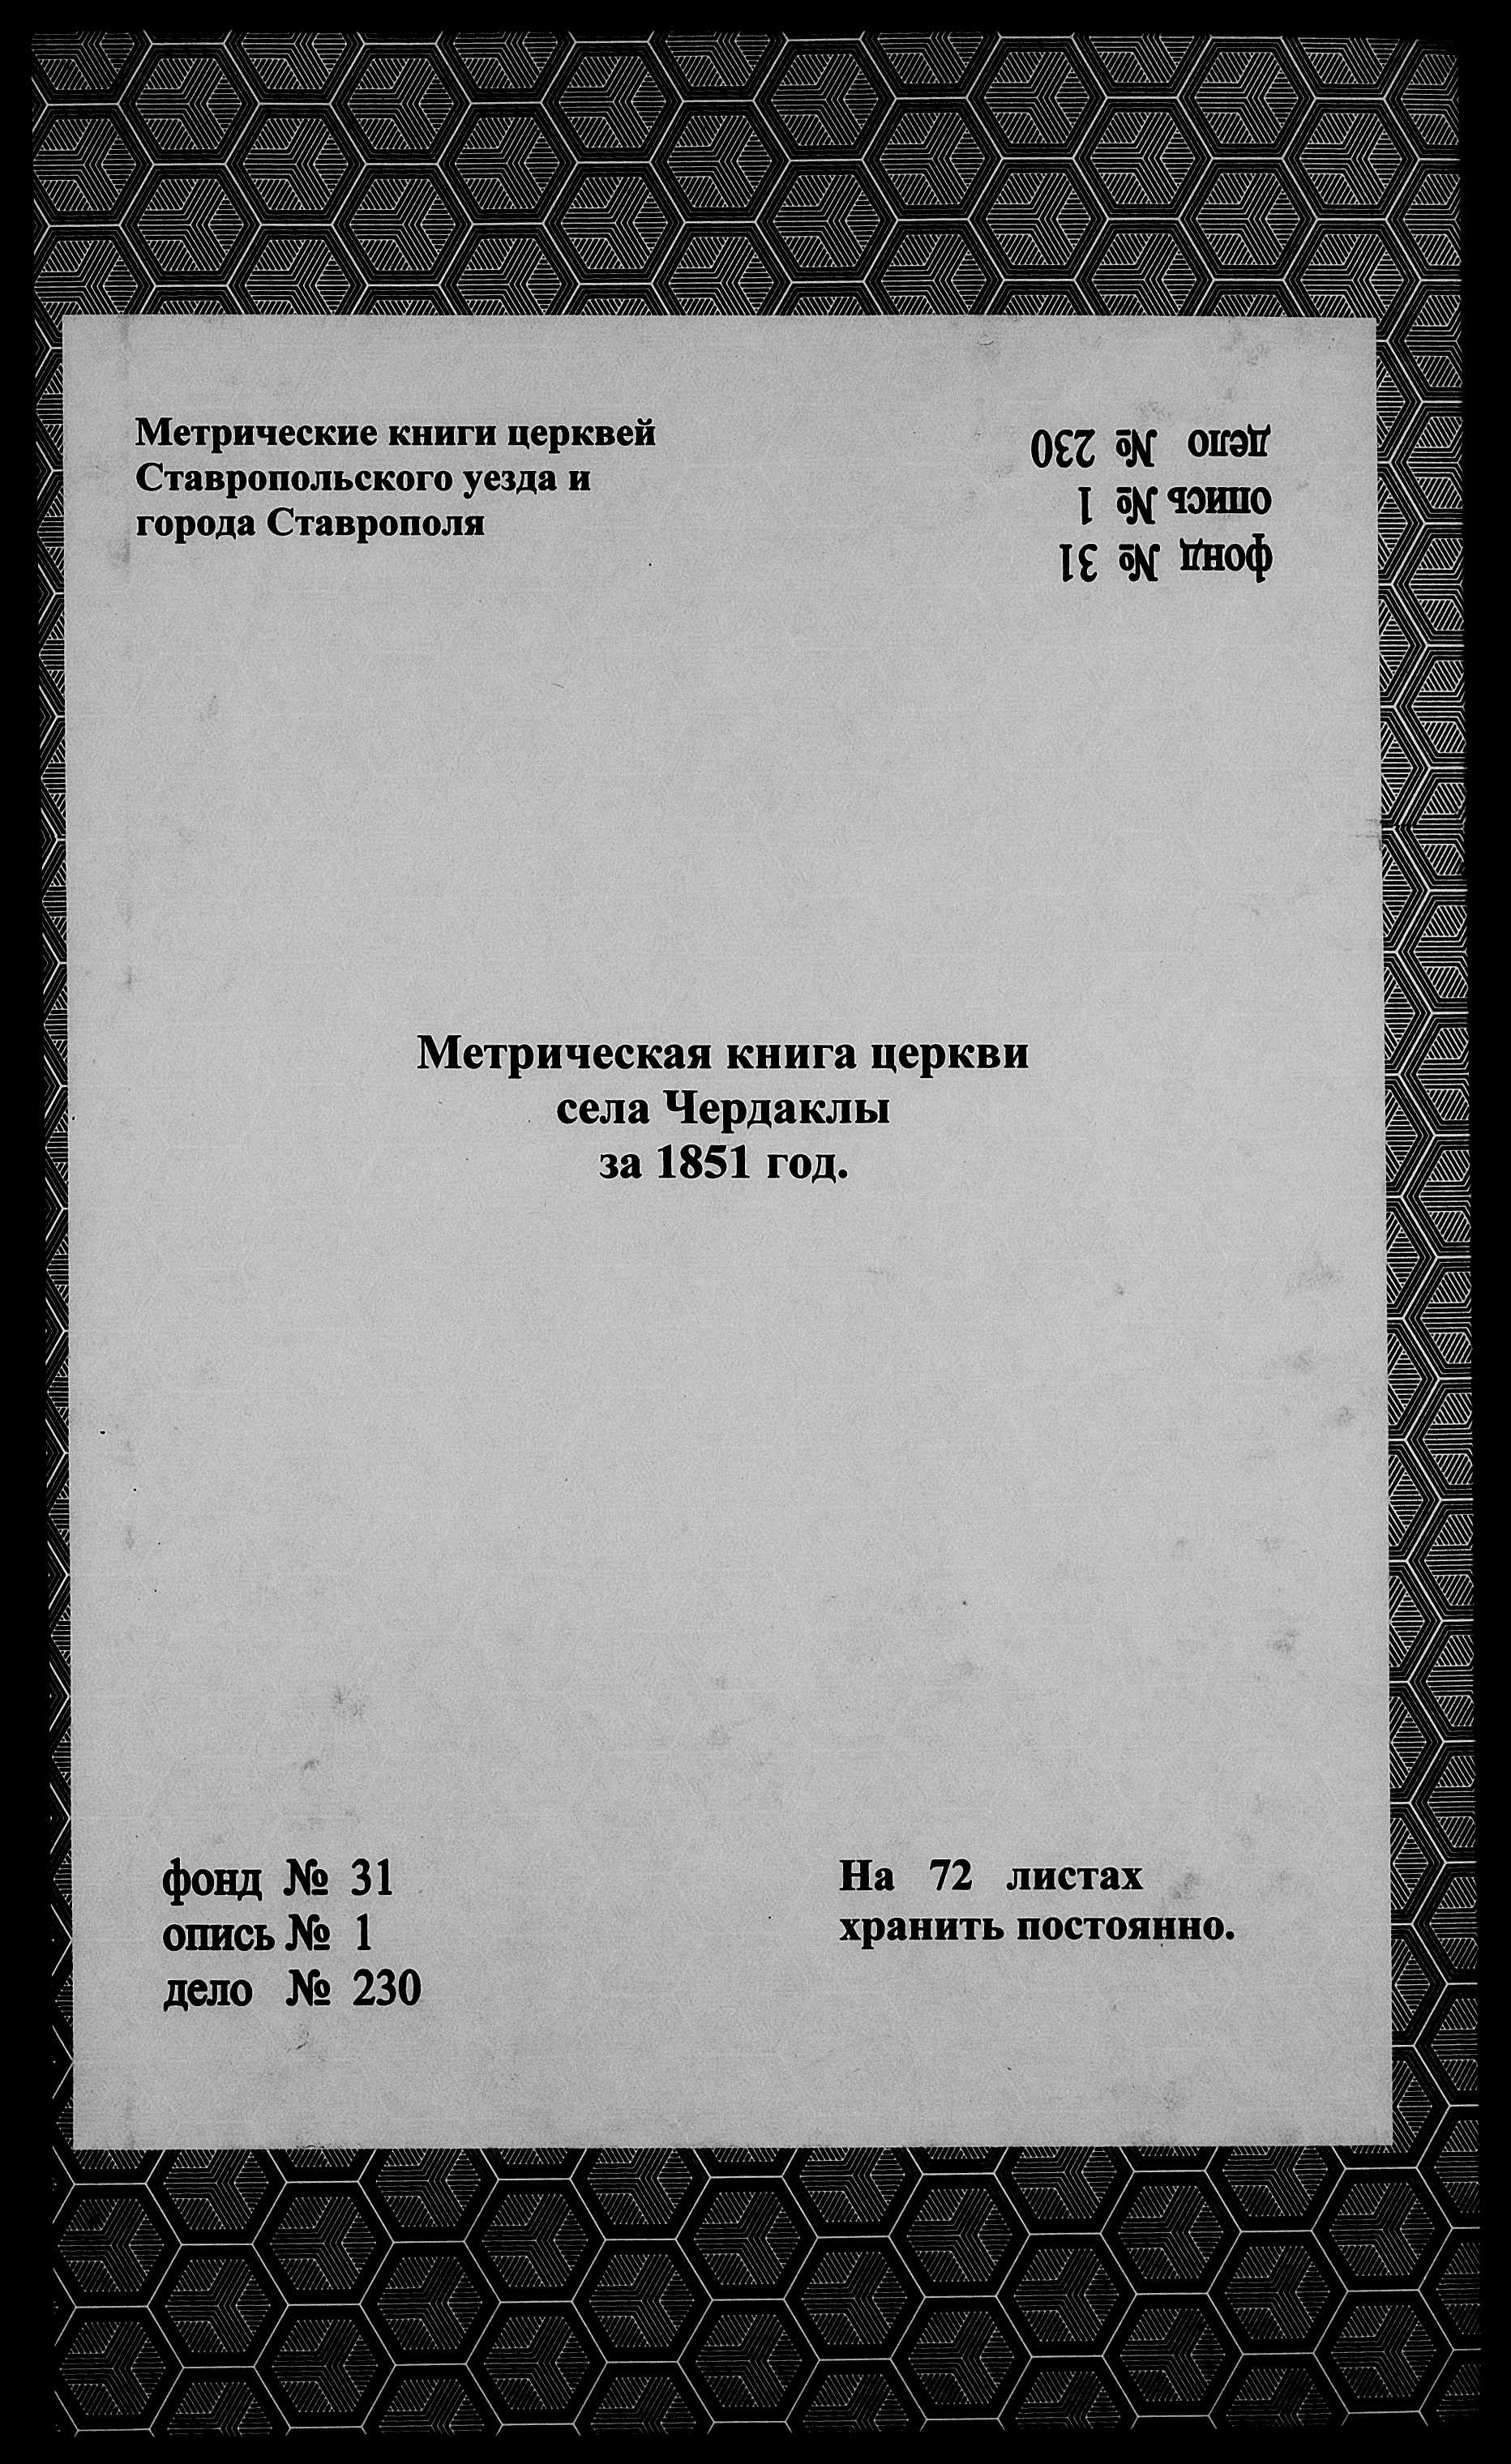 Метрические книги церквей
Ставропольского уезда и
города Ставрополя
фонд № 31
опись № 1
дело № 230
Метрическая книга церкви
села Чердаклы
за 1851 год.
фонд № 31
опись № 1
дело № 230
На 72 листах
хранить постоянно.